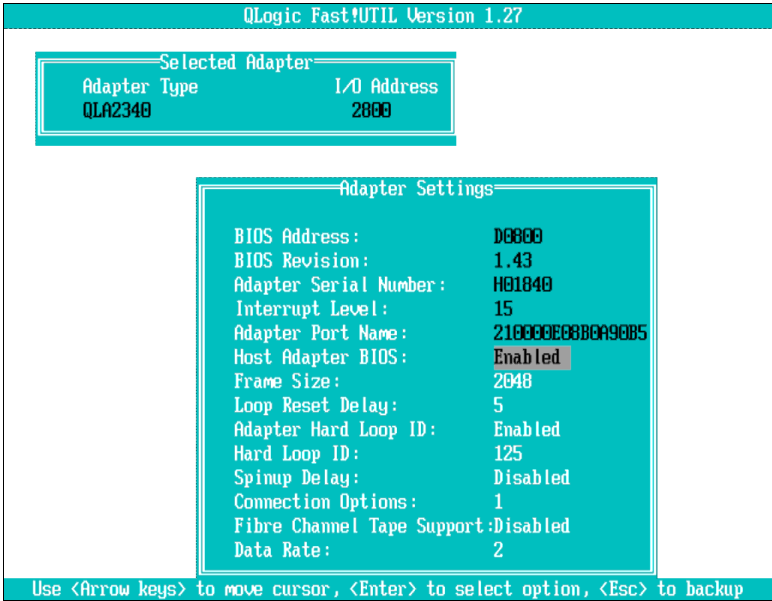 QLogic Fast!UTIL Version 1.27
Selected Adapter
Adapter Type I/O Address
QLA2340 2800
Adapter Settings
BIOS Address: D0800
BIOS Revision: 1.43
Adapter Serial Number: H01840
Interrupt Level: 15
Adapter Port Name: 210000E08B0A90B5
Host Adapter BIOS: Enabled
Frame Size: 2048
Loop Reset Delay: 5
Adapter Hard Loop ID: Enabled
Hard Loop ID: 125
Spinup Delay: Disabled
Connection Options: 1
Fibre Channel Tape Support:Disabled
Data Rate: 2
Use <Arrow keys> to move cursor, <Enter> to select option, <Esc> to backup